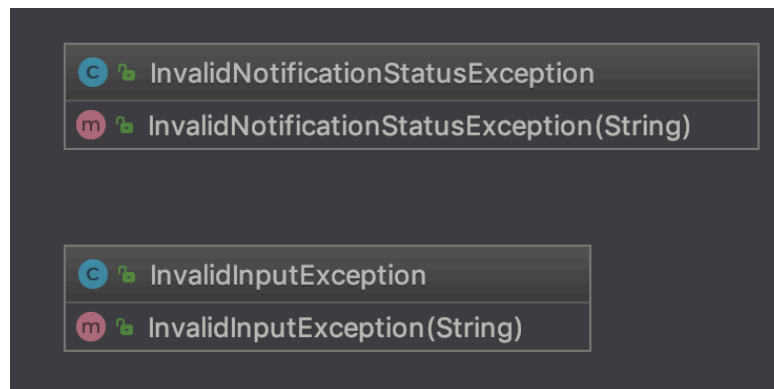 C InvalidNotificationStatusException
m InvalidNotificationStatusException(String)
C InvalidInputException
m InvalidInputException(String)